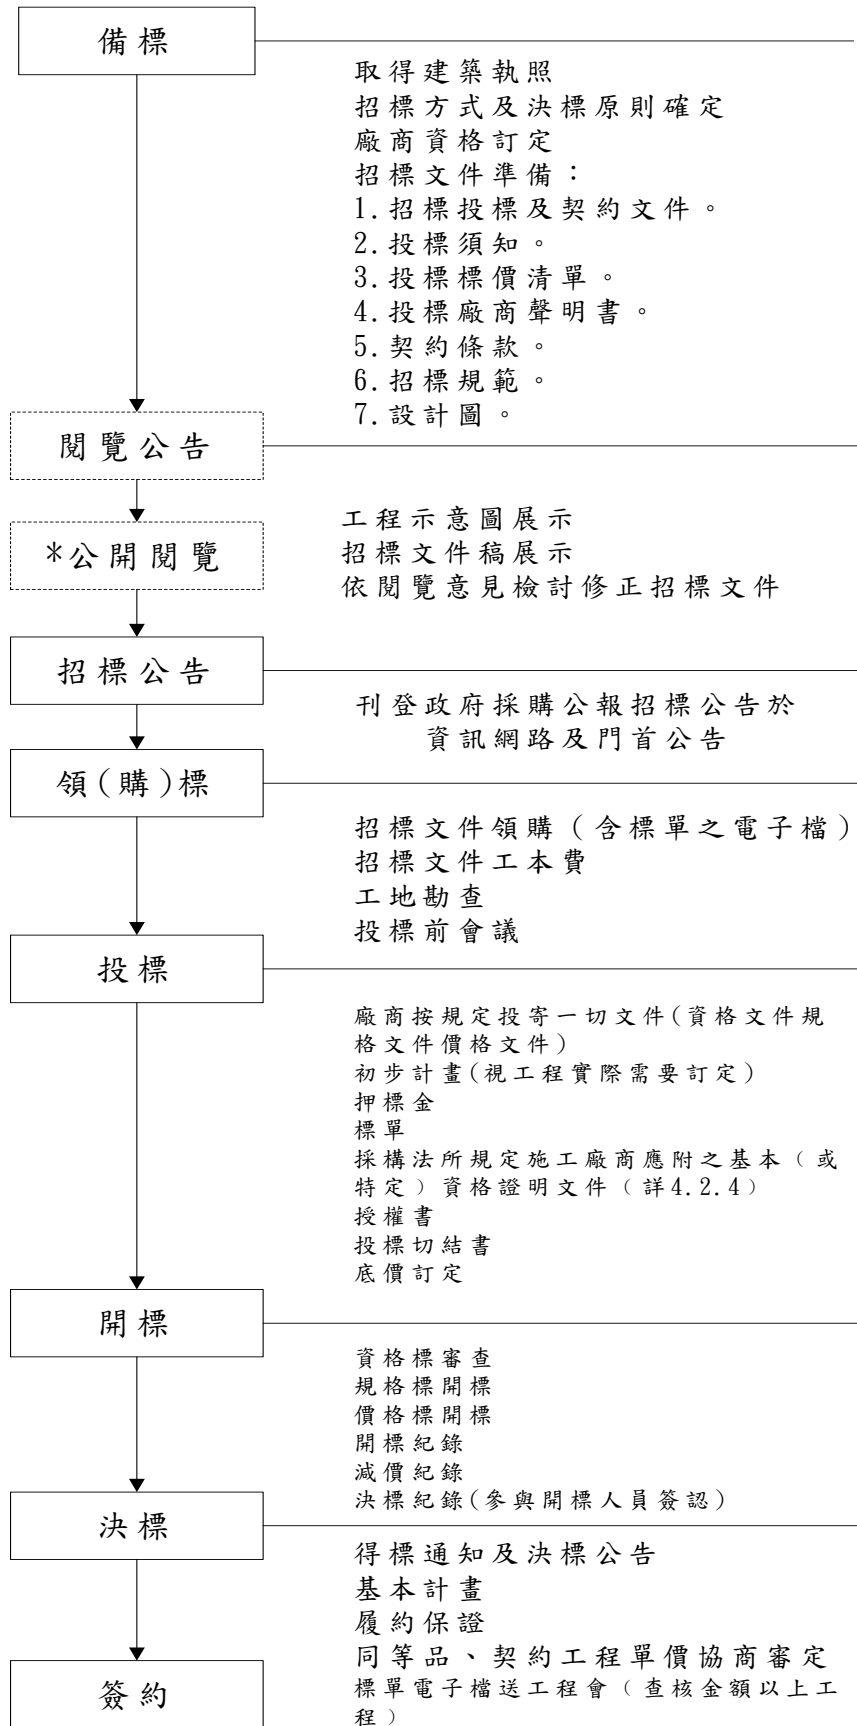 備標
取得建築執照
招標方式及決標原則確定
廠商資格訂定
招標文件準備：
1.招標投標及契約文件。
2.投標須知。
3.投標標價清單。
4.投標廠商聲明書。
5.契約條款。
6.招標規範。
7.設計圖。
閱覽公告
*公開閱覽
工程示意圖展示
招標文件稿展示
依閱覽意見檢討修正招標文件
招標公告
刊登政府採購公報招標公告於
資訊網路及門首公告
領(購)標
招標文件領購（含標單之電子檔）
招標文件工本費
工地勘查
投標前會議
投標
廠商按規定投寄一切文件(資格文件規
格文件價格文件)
初步計畫(視工程實際需要訂定)
押標金
標單
採構法所規定施工廠商應附之基本（或
特定）資格證明文件（詳4.2.4）
授權書
投標切結書
底價訂定
開標
資格標審查
規格標開標
價格標開標
開標紀錄
減價紀錄
決標紀錄(參與開標人員簽認)
決標
得標通知及決標公告
基本計畫
履約保證
同等品、契約工程單價協商審定
標單電子檔送工程會（查核金額以上工
程）
簽約